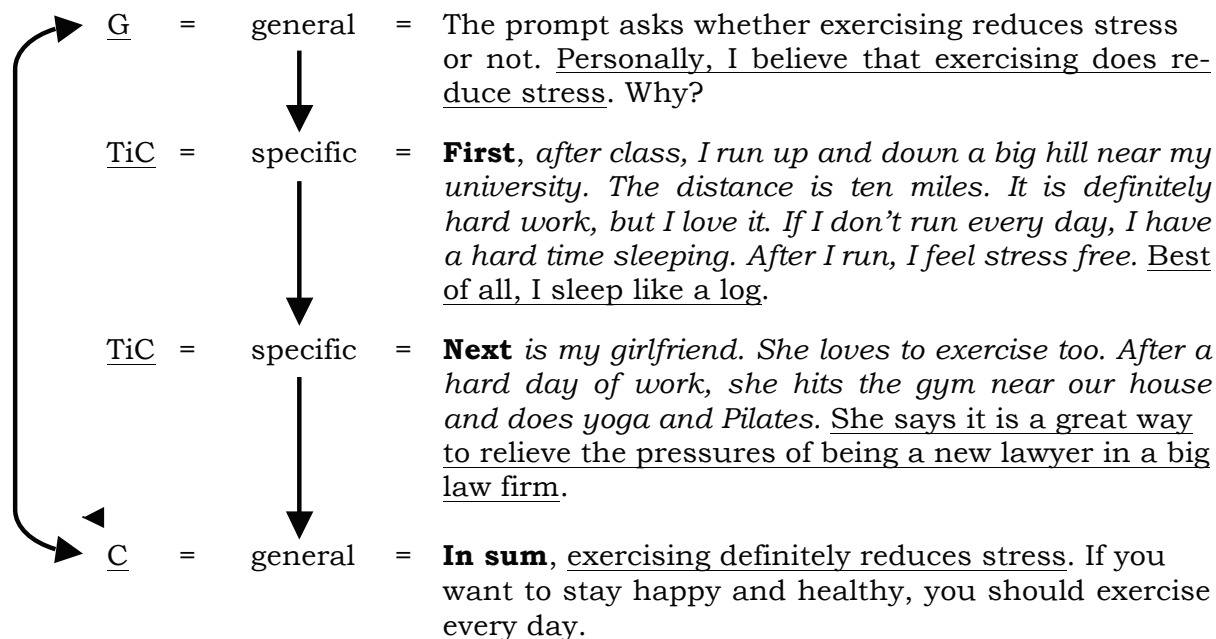 G = general = The prompt asks whether exercising reduces stress
or not. Personally, I believe that exercising does re-
duce stress. Why?
TiC = specific = First, after class, I run up and down a big hill near my
university. The distance is ten miles. It is definitely
hard work, but I love it. If I don’t run every day, I have
a hard time sleeping. After I run, I feel stress free. Best
of all, I sleep like a log.
TiC = specific = Next is my girlfriend. She loves to exercise too. After a
hard day of work, she hits the gym near our house
and does yoga and Pilates. She says it is a great way
to relieve the pressures of being a new lawyer in a big
law firm.
C = general = In sum, exercising definitely reduces stress. If you
want to stay happy and healthy, you should exercise
every day.